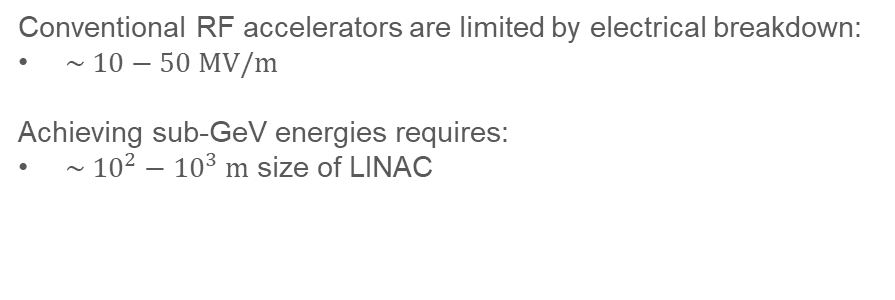 Conventional RF accelerators are limited by electrical breakdown:
• ~ 10 – 50 MV/m
Achieving sub-GeV energies requires:
• ~ 10² – 10³ m size of LINAC